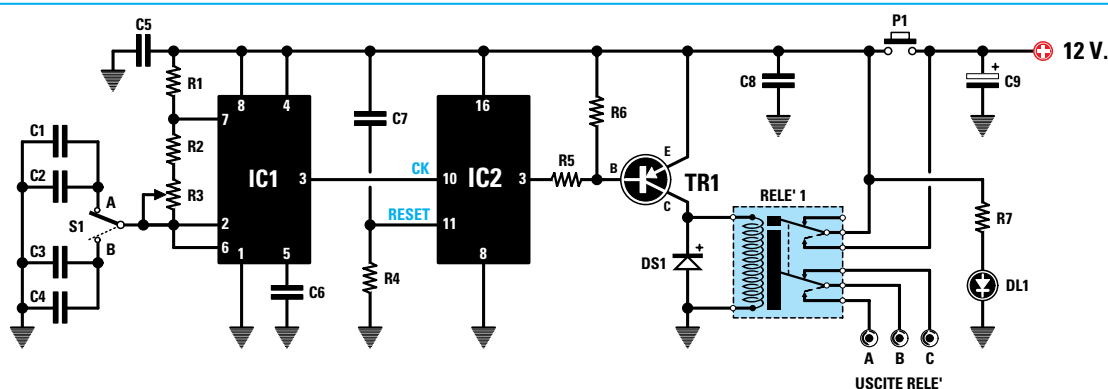 P1
C5
12 V.
R1
C8
+
C9
8
4
16
C7
R6
7
C1
R2
E
C2
CK
B
A
IC1
3
10
IC2
3
R5
TR1
R3
RELE' 1
S1
RESET
C
R7
2
11
B
C3
6
+
DS1
DL1
C4
1
5
R4
8
C6
A
B
C
USCITE RELE'